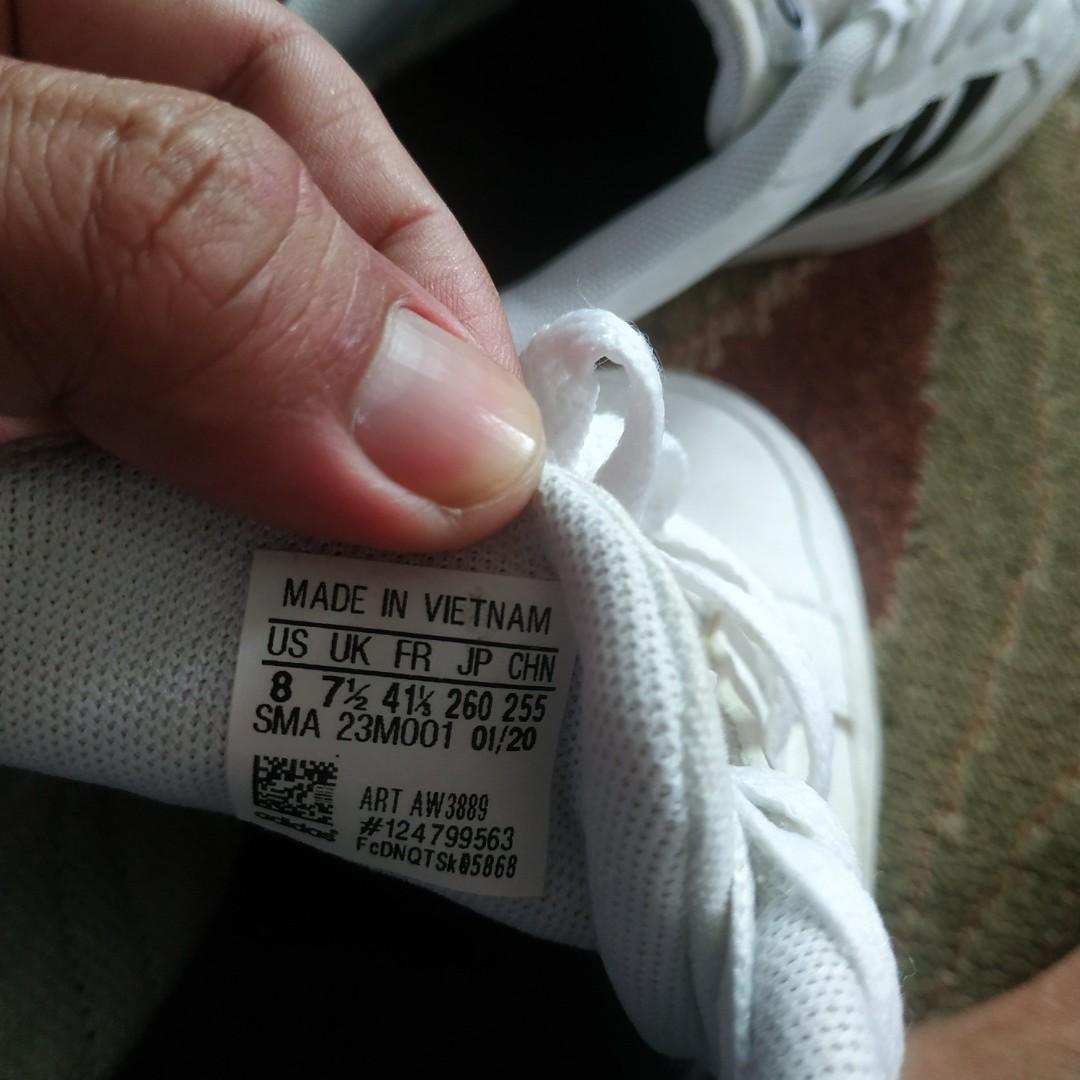 MADE IN VIETNAM
US UK FR JP CHN
8 7½ 41⅓ 260 255
SMA 23M001 01/20
ART AW3889
#124799563
adidas